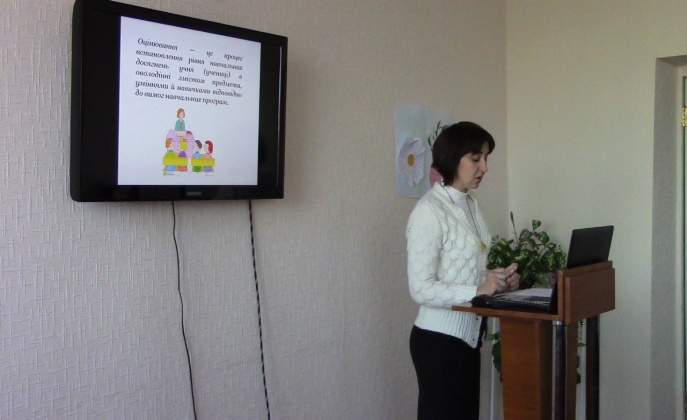 Оцінювання – це процес
встановлення рівня навчальних
досягнень учня (учениці) в
оволодінні змістом предмета,
уміннями й навичками відповідно
до вимог навчальних програм.